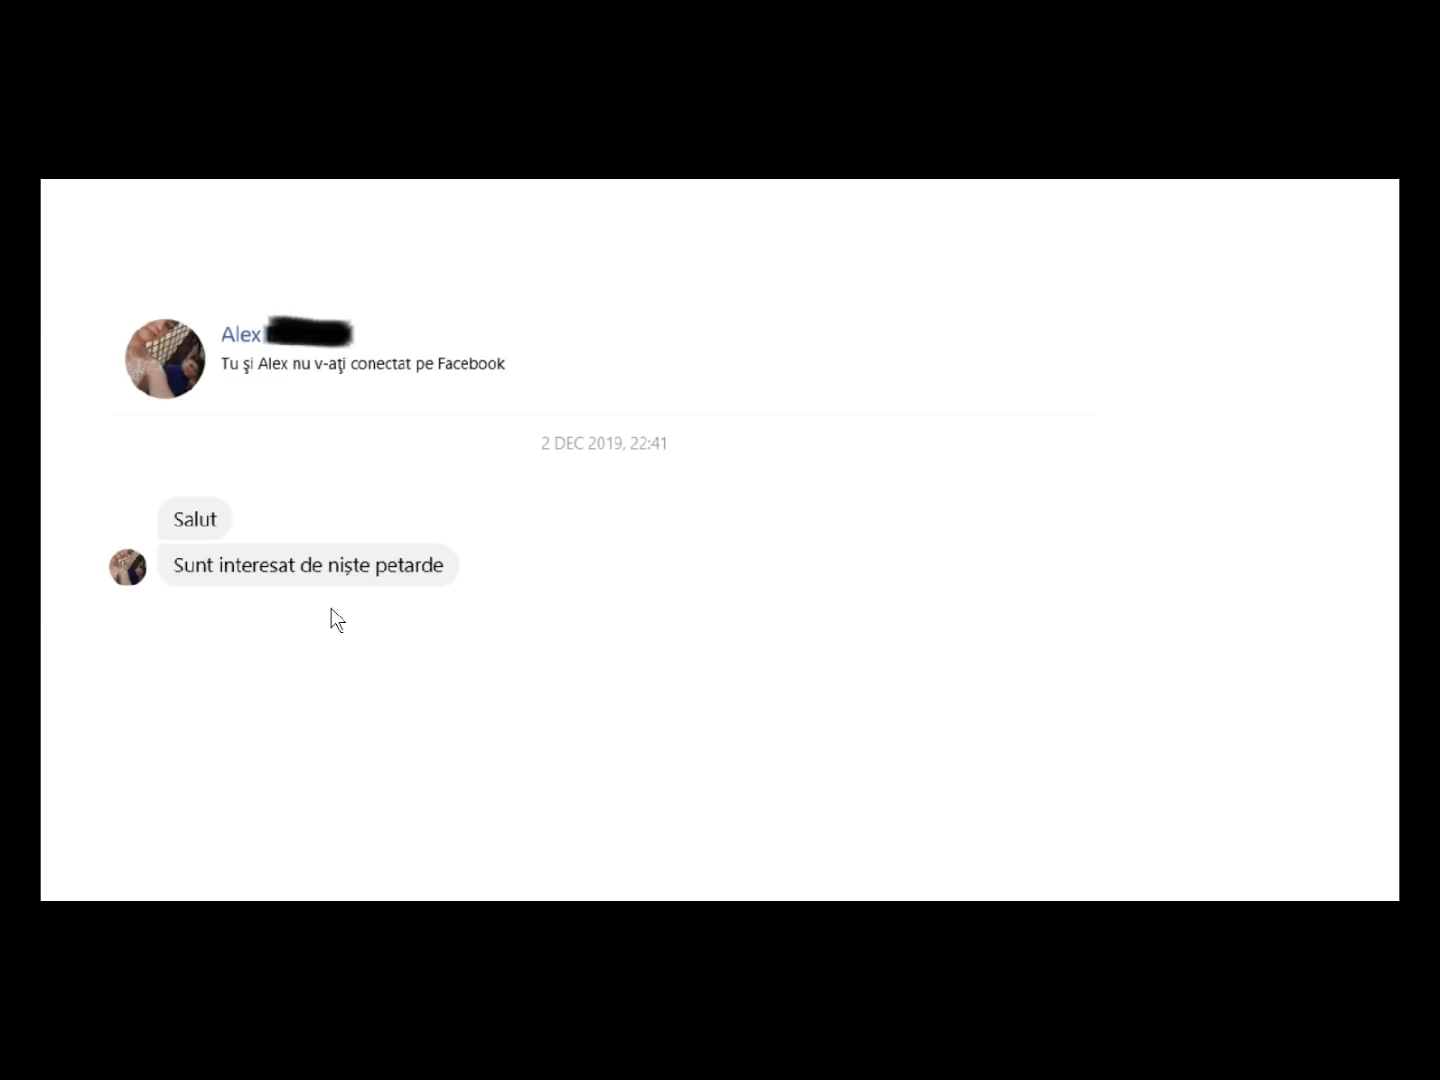 Alex
Tu şi Alex nu v-aţi conectat pe Facebook
2 DEC 2019, 22:41
Salut
Sunt interesat de niște petarde